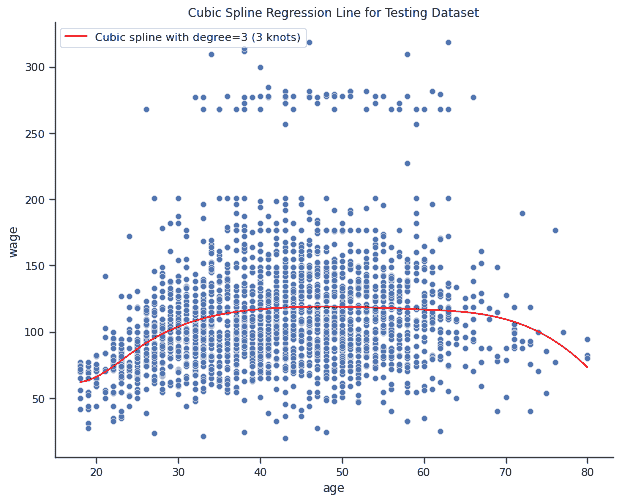 Cubic Spline Regression Line for Testing Dataset
Cubic spline with degree=3 (3 knots)
300
250
200
150
100
50
wage
20 30 40 50 60 70 80
age